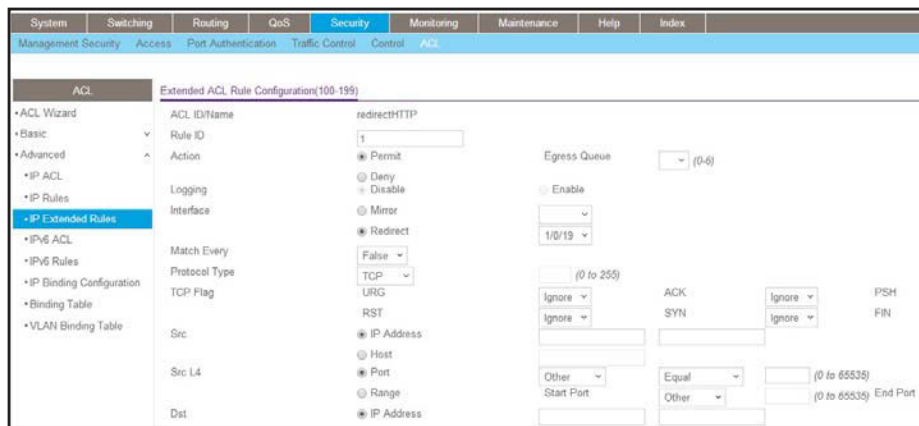 System Switching Routing QoS Security Monitoring Maintenance Help Index
Management Security Access Port Authentication Traffic Control Control ACL
ACL
•ACL Wizard
•Basic
•Advanced
•IP ACL
•IP Rules
•IP Extended Rules
•IPv6 ACL
•IPv6 Rules
•IP Binding Configuration
•Binding Table
•VLAN Binding Table
Extended ACL Rule Configuration(100-199)
ACL ID/Name redirectHTTP
Rule ID 1
Action Permit Egress Queue (0-6)
Deny
Logging Disable Enable
Interface Mirror
Redirect 1/0/19
Match Every False
Protocol Type TCP (0 to 255)
TCP Flag URG Ignore ACK Ignore PSH
RST Ignore SYN Ignore FIN
Src IP Address
Host
Src L4 Port Other Equal (0 to 65535)
Range Start Port Other (0 to 65535) End Port
Dst IP Address